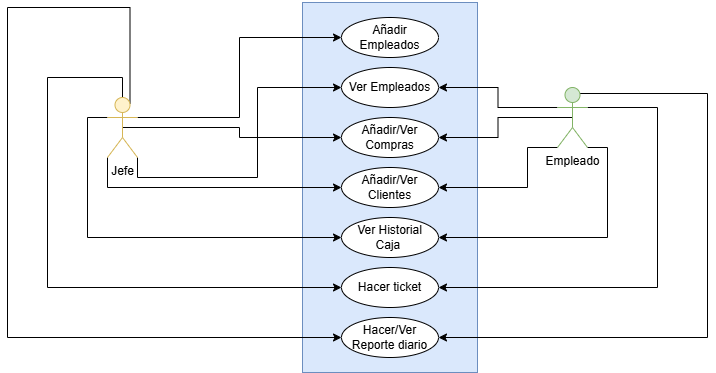 Añadir
Empleados
Ver Empleados
Añadir/Ver
Compras
Jefe
Empleado
Añadir/Ver
Clientes
Ver Historial
Caja
Hacer ticket
Hacer/Ver
Reporte diario